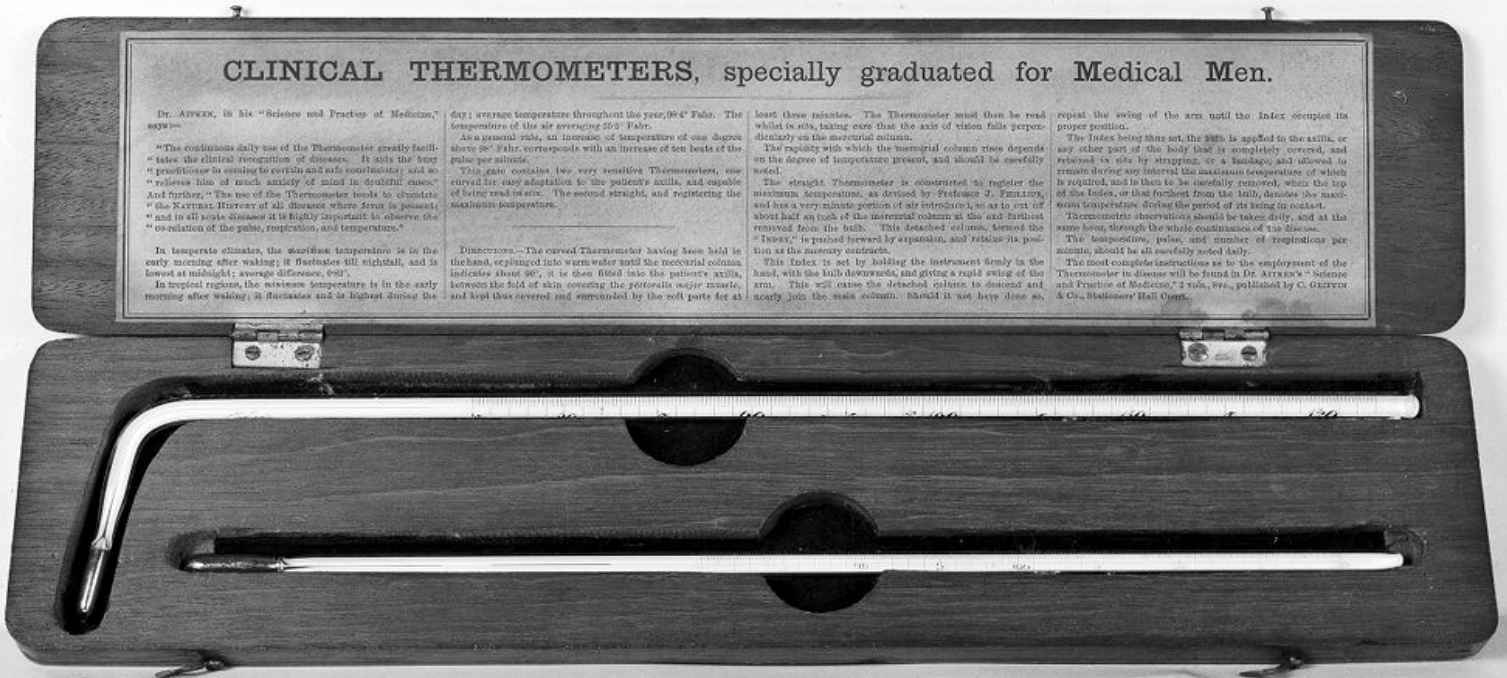 CLINICAL THERMOMETERS, specially graduated for Medical Men.
Dr. AITKEN, in his "Science and Practice of Medicine,"
says:—
"The continuous daily use of the Thermometer greatly facili-
"tates the clinical recognition of diseases. It aids the busy
"practitioner in coming to certain and safe conclusions; and so
"relieves him of much anxiety of mind in doubtful cases."
And further, "The use of the Thermometer tends to elucidate
"the NATURAL HISTORY of all diseases where fever is present;
"and in all acute diseases it is highly important to observe the
"co-relation of the pulse, respiration, and temperature."
In temperate climates, the maximum temperature is in the
early morning after waking; it fluctuates till nightfall, and is
lowest at midnight; average difference,
In tropical regions, the minimum temperature is in the early
morning after waking; it fluctuates and is highest during the
day; average temperature throughout the year, 98·4° Fahr. The
temperature of the air averaging Fahr.
As a general rule, an increase of temperature of one degree
above 98° Fahr. corresponds with an increase of ten beats of the
pulse per minute.
This case contains two very sensitive Thermometers, one
curved for easy adaptation to the patient's axilla, and capable
of being read in situ. The second straight, and registering the
maximum temperature.
DIRECTIONS.—The curved Thermometer having been held in
the hand, or plunged into warm water until the mercurial column
indicates about 90°, it is then fitted into the patient's axilla,
between the fold of skin covering the pectoralis major muscle,
and kept thus covered and surrounded by the soft parts for at
least three minutes. The Thermometer must then be read
whilst in situ, taking care that the axis of vision falls perpen-
dicularly on the mercurial column.
The rapidity with which the mercurial column rises depends
on the degree of temperature present, and should be carefully
noted.
The straight Thermometer is constructed to register the
maximum temperature, as devised by Professor J. PHILLIPS,
and has a very minute portion of air introduced, so as to cut off
about half an inch of the mercurial column at the end furthest
removed from the bulb. This detached column, termed the
"INDEX," is pushed forward by expansion, and retains its posi-
tion as the mercury contracts.
This Index is set by holding the instrument firmly in the
hand, with the bulb downwards, and giving a rapid swing of the
arm. This will cause the detached column to descend and
nearly join the main column. Should it not have done so,
repeat the swing of the arm until the Index occupies its
proper position.
The Index being thus set, the bulb is applied to the axilla, or
any other part of the body that is completely covered, and
retained in situ by strapping, or a bandage, and allowed to
remain during any interval the maximum temperature of which
is required, and is then to be carefully removed, when the top
of the Index, or that furthest from the bulb, denotes the maxi-
mum temperature during the period of its being in contact.
Thermometric observations should be taken daily, and at the
same hour, through the whole continuance of the disease.
The temperature, pulse, and number of respirations per
minute, should be all carefully noted daily.
The most complete instructions as to the employment of the
Thermometer in disease will be found in DR. AITKEN'S "Science
and Practice of Medicine," 2 vols., 8vo., published by C. GRIFFIN
& Co., Stationers' Hall Court.